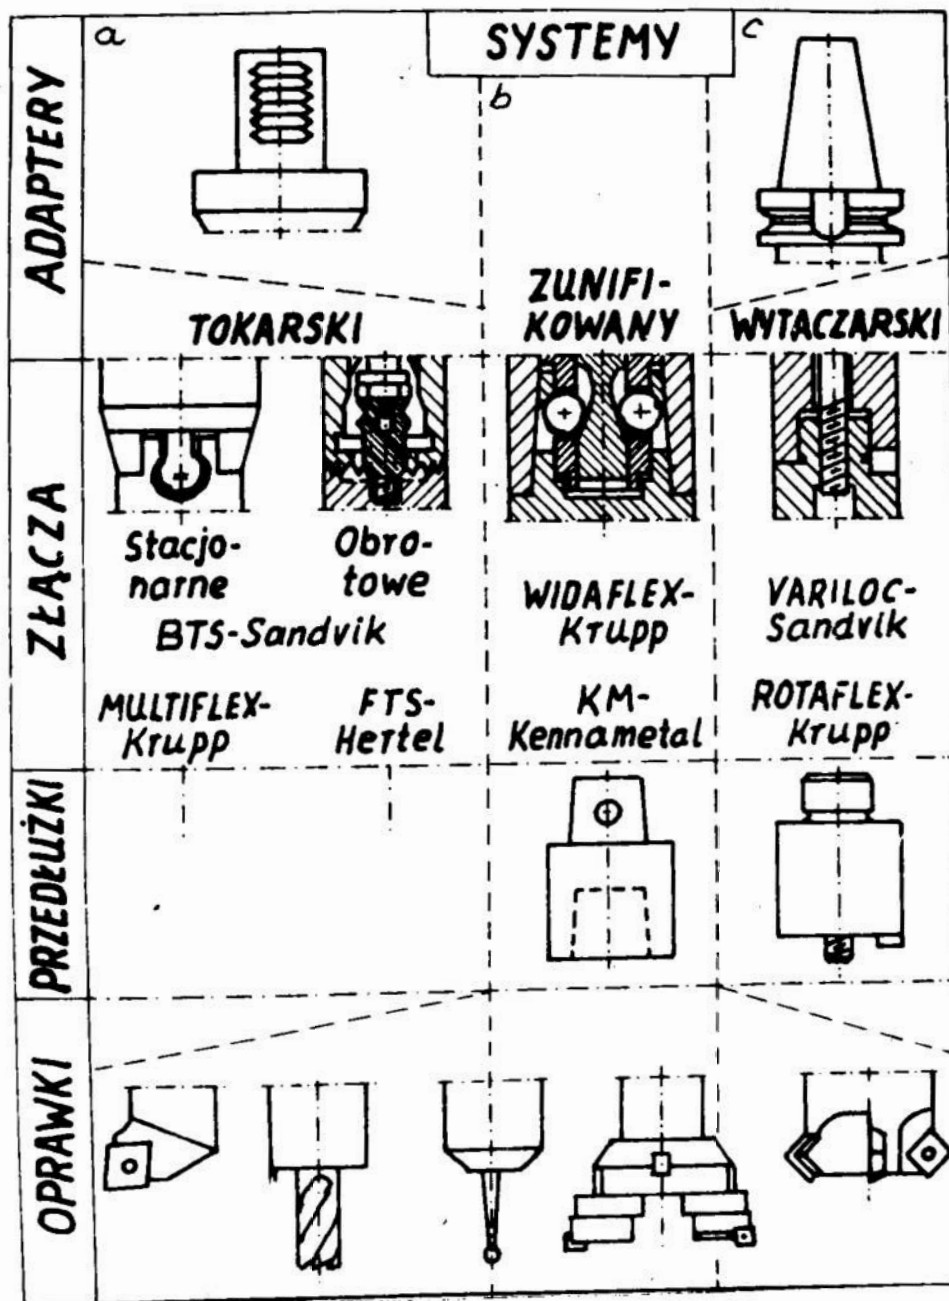 SYSTEMY
a
b
c
ADAPTERY
TOKARSKI
ZUNIFI-
KOWANY
WYTACZARSKI
ZŁĄCZA
Stacjo-
narne
Obro-
towe
BTS-Sandvik
MULTIFLEX-
Krupp
FTS-
Hertel
WIDAFLEX-
Krupp
KM-
Kennametal
VARILOC-
Sandvik
ROTAFLEX-
Krupp
PRZEDŁUŻKI
OPRAWKI